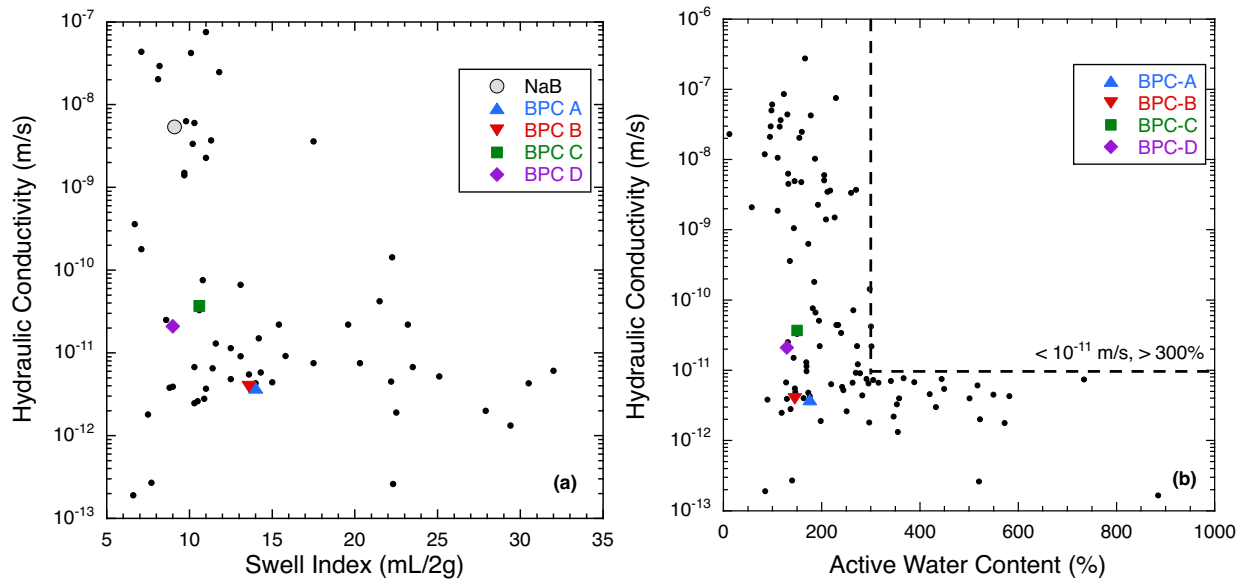 10⁻⁷
10⁻⁸
10⁻⁹
10⁻¹⁰
10⁻¹¹
10⁻¹²
10⁻¹³
Hydraulic Conductivity (m/s)
NaB
BPC A
BPC B
BPC C
BPC D
(a)
5
10
15
20
25
30
35
Swell Index (mL/2g)
10⁻⁶
10⁻⁷
10⁻⁸
10⁻⁹
10⁻¹⁰
10⁻¹¹
10⁻¹²
10⁻¹³
Hydraulic Conductivity (m/s)
BPC-A
BPC-B
BPC-C
BPC-D
< 10⁻¹¹ m/s, > 300%
(b)
0
200
400
600
800
1000
Active Water Content (%)